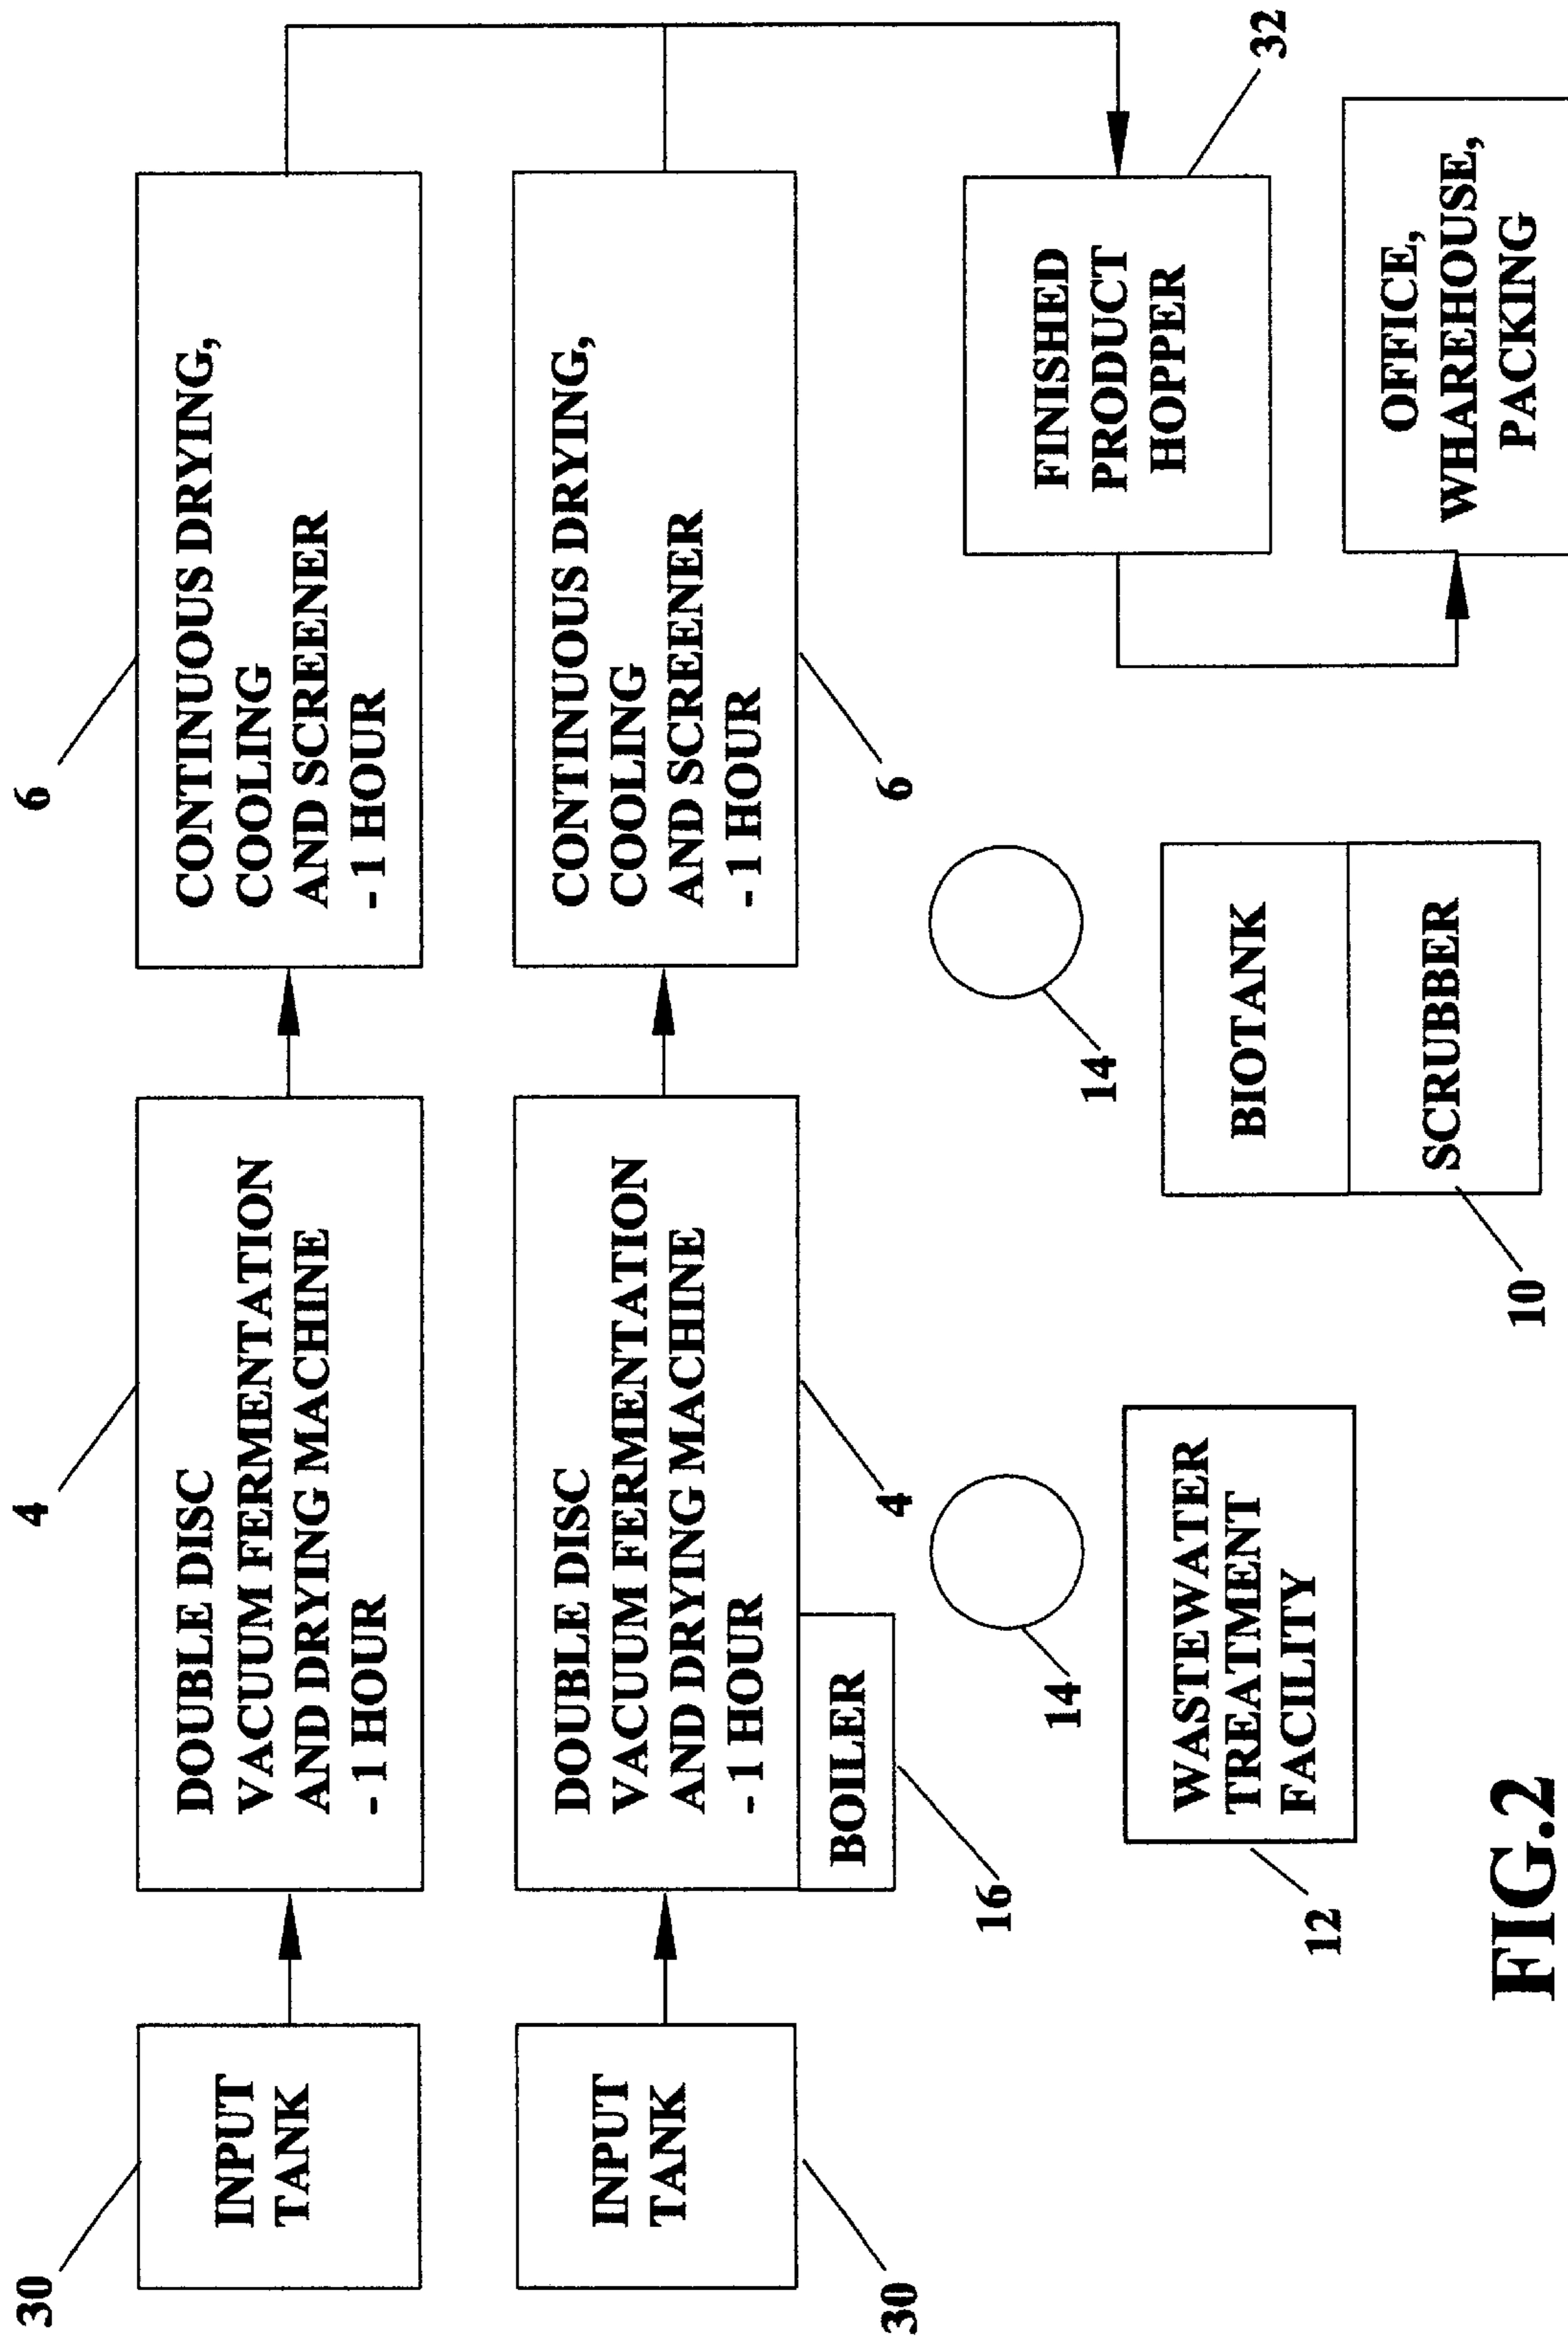 30
INPUT
TANK
4
DOUBLE DISC
VACUUM FERMENTATION
AND DRYING MACHINE
- 1 HOUR
6
CONTINUOUS DRYING,
COOLING
AND SCREENER
- 1 HOUR
INPUT
TANK
30
DOUBLE DISC
VACUUM FERMENTATION
AND DRYING MACHINE
- 1 HOUR
4
BOILER
16
CONTINUOUS DRYING,
COOLING
AND SCREENER
- 1 HOUR
6
14
14
WASTEWATER
TREATMENT
FACILITY
12
BIOTANK
SCRUBBER
10
FINISHED
PRODUCT
HOPPER
32
OFFICE,
WHAREHOUSE,
PACKING
FIG.2